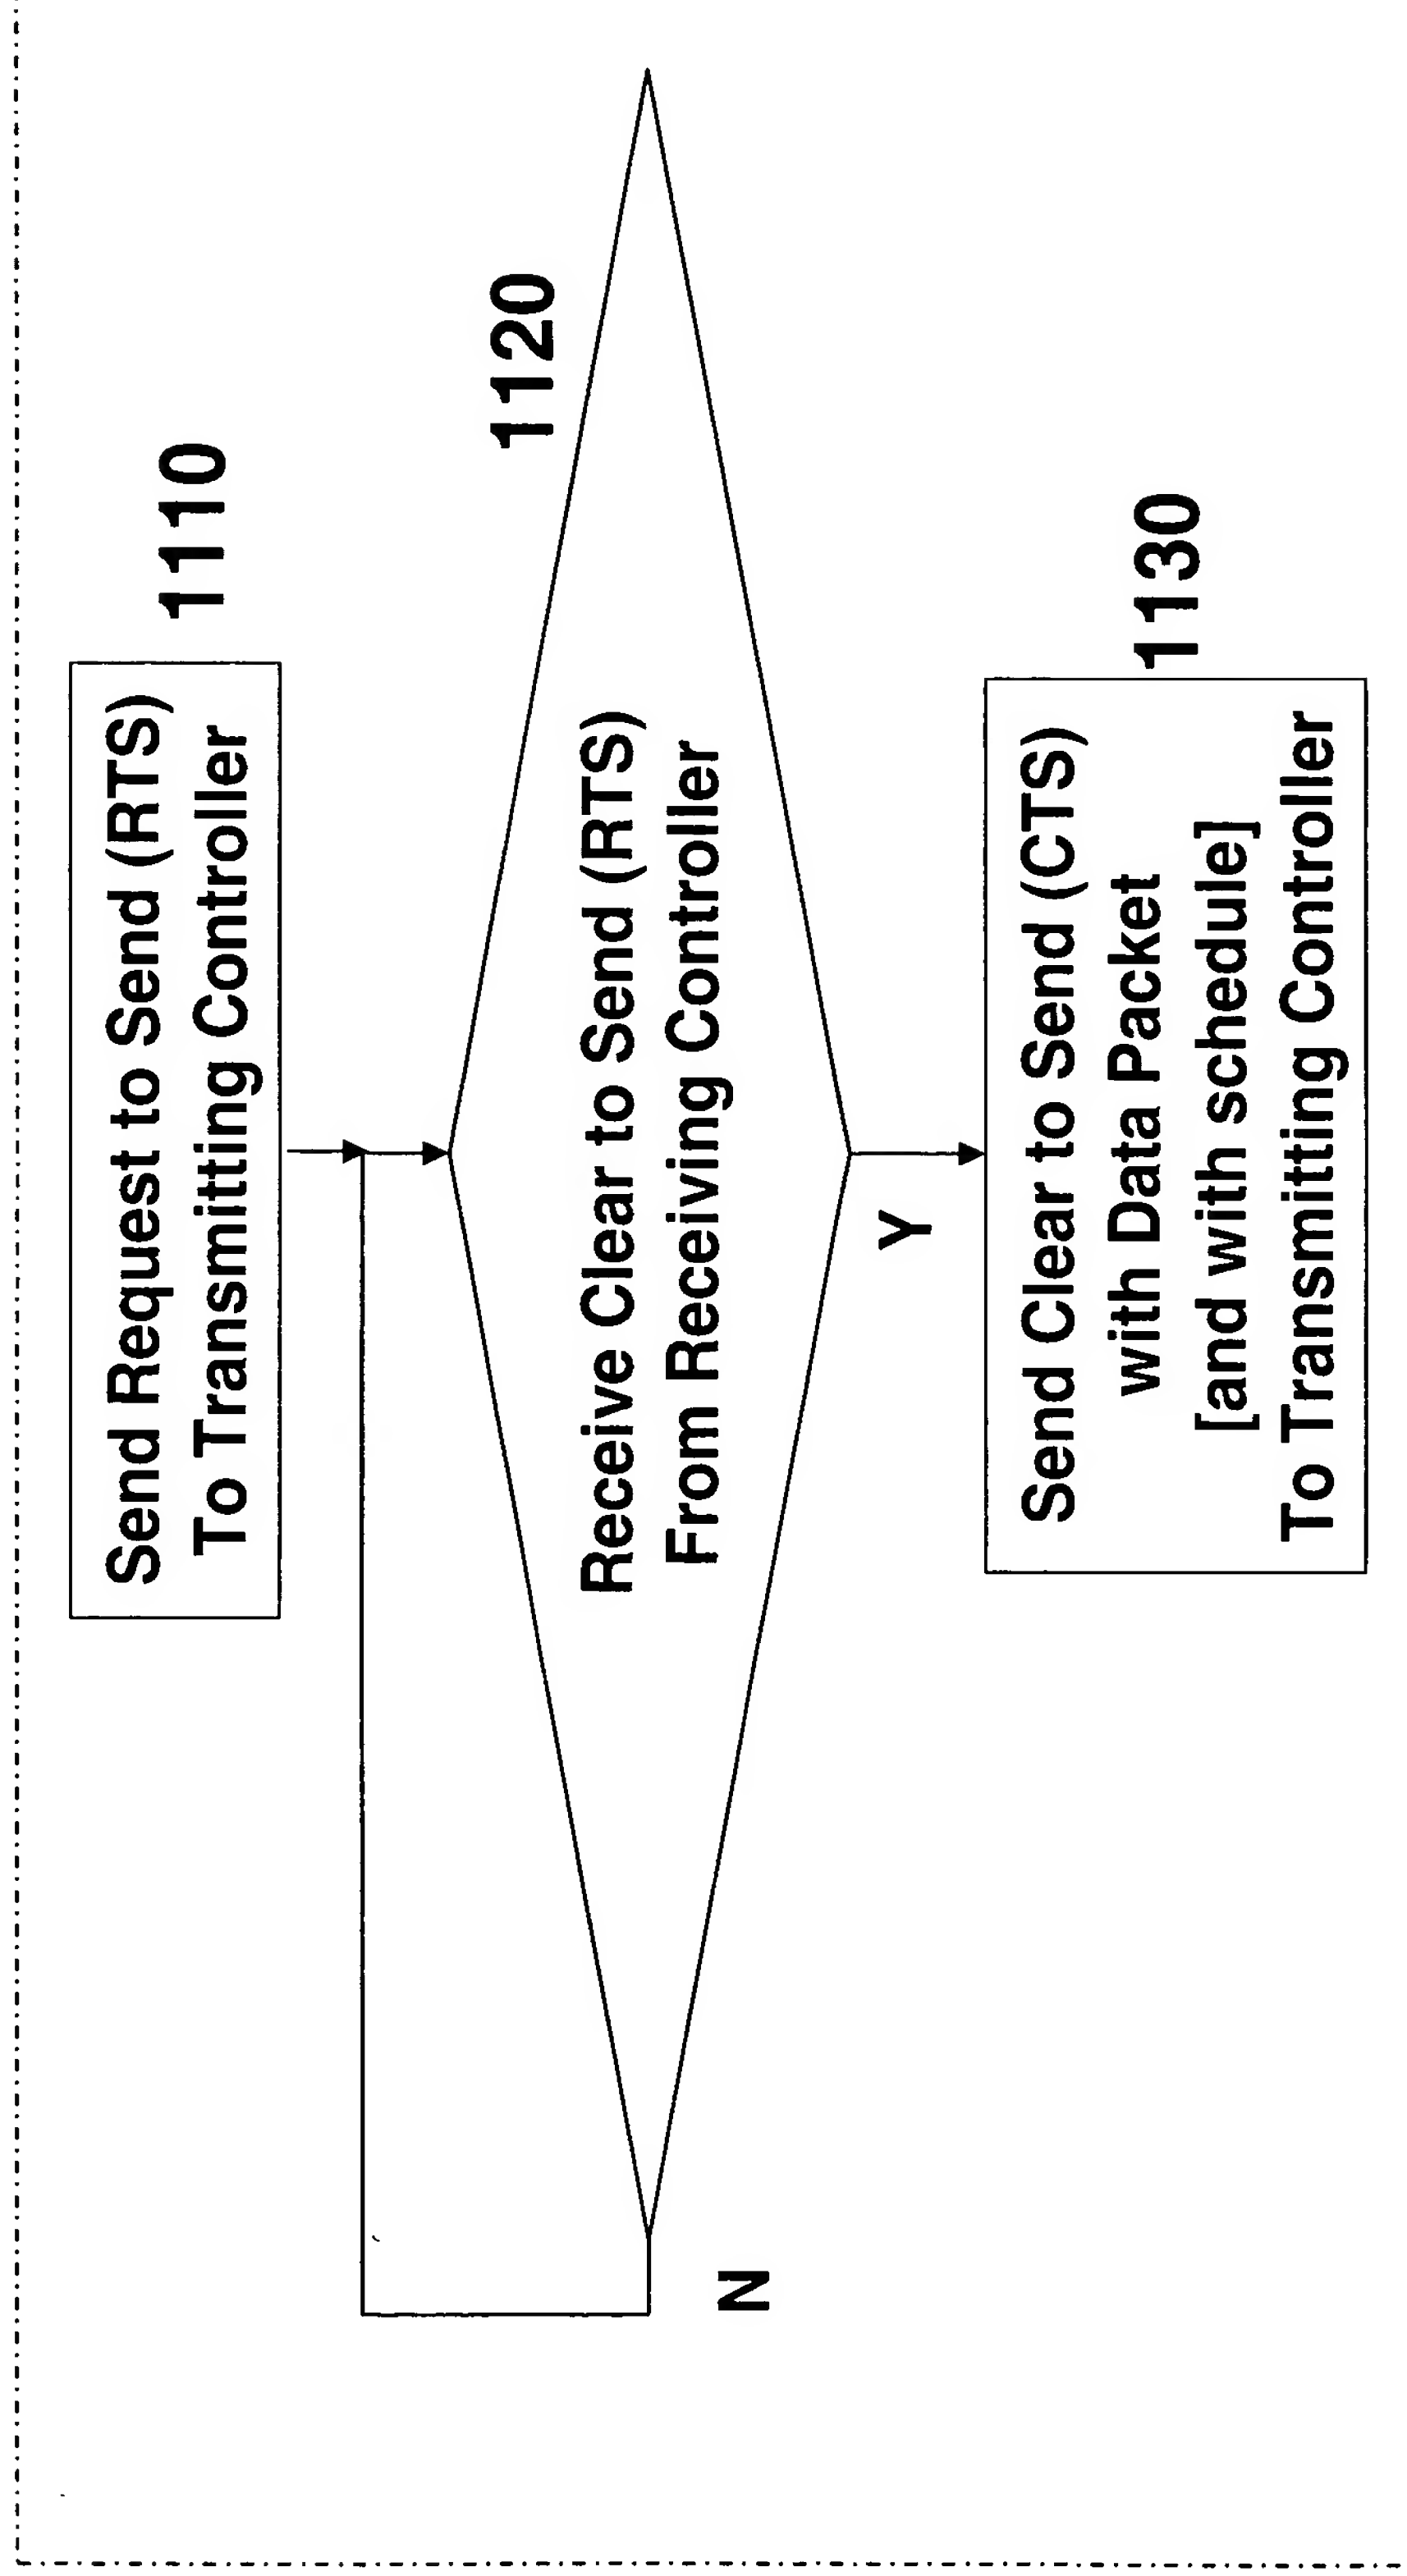 Send Request to Send (RTS)
To Transmitting Controller
1110
1120
Receive Clear to Send (RTS)
From Receiving Controller
N
Y
Send Clear to Send (CTS)
with Data Packet
[and with schedule]
To Transmitting Controller
1130